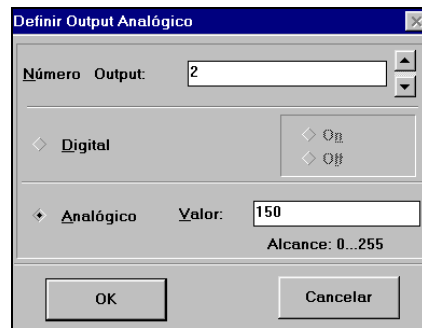 Definir Output Analógico
Número Output: 2
Digital
On
Off
Analógico Valor: 150
Alcance: 0...255
OK Cancelar